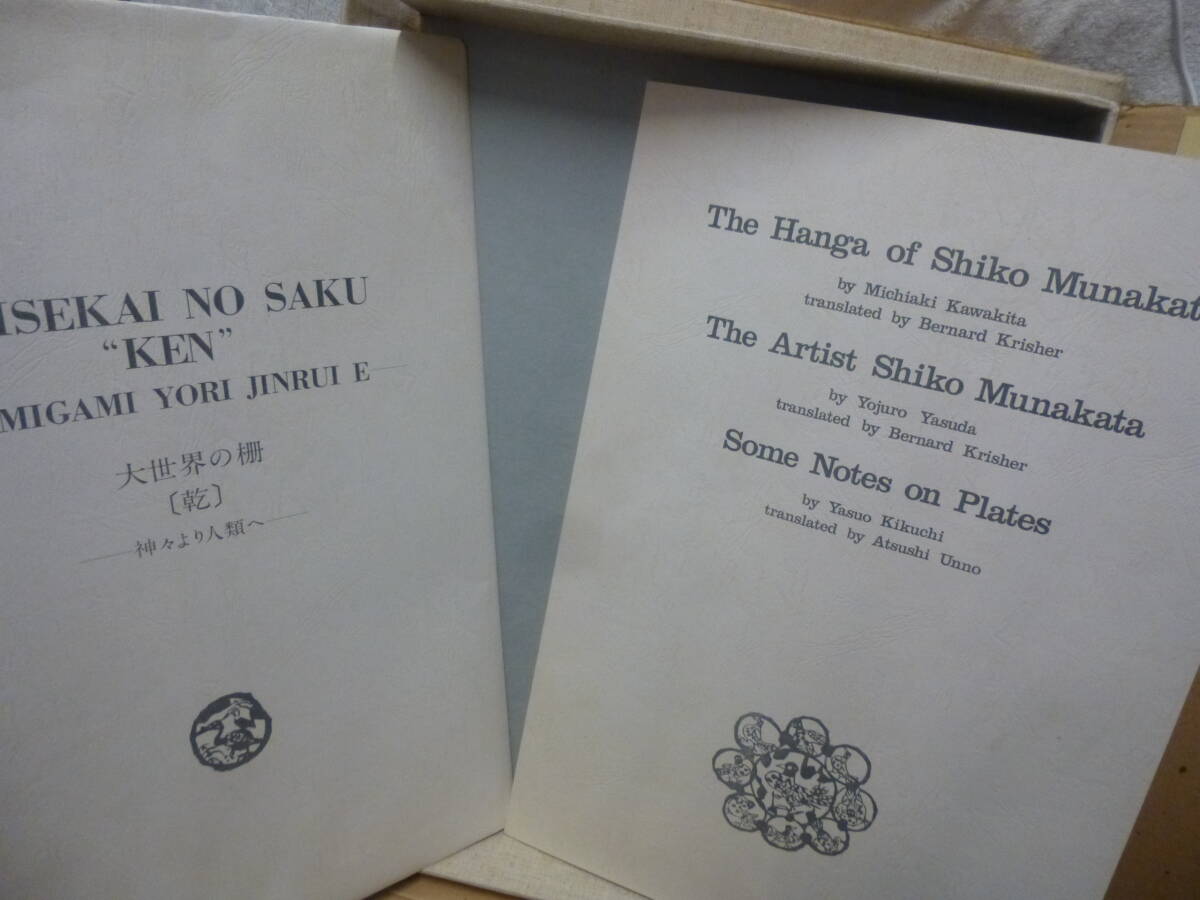 ISEKAI NO SAKU
“KEN”
MIGAMI YORI JINRUI E—
大世界の柵
〔乾〕
—神々より人類へ—
The Hanga of Shiko Munakat
by Michiaki Kawakita
translated by Bernard Krisher
The Artist Shiko Munakata
by Yojuro Yasuda
translated by Bernard Krisher
Some Notes on Plates
by Yasuo Kikuchi
translated by Atsushi Unno